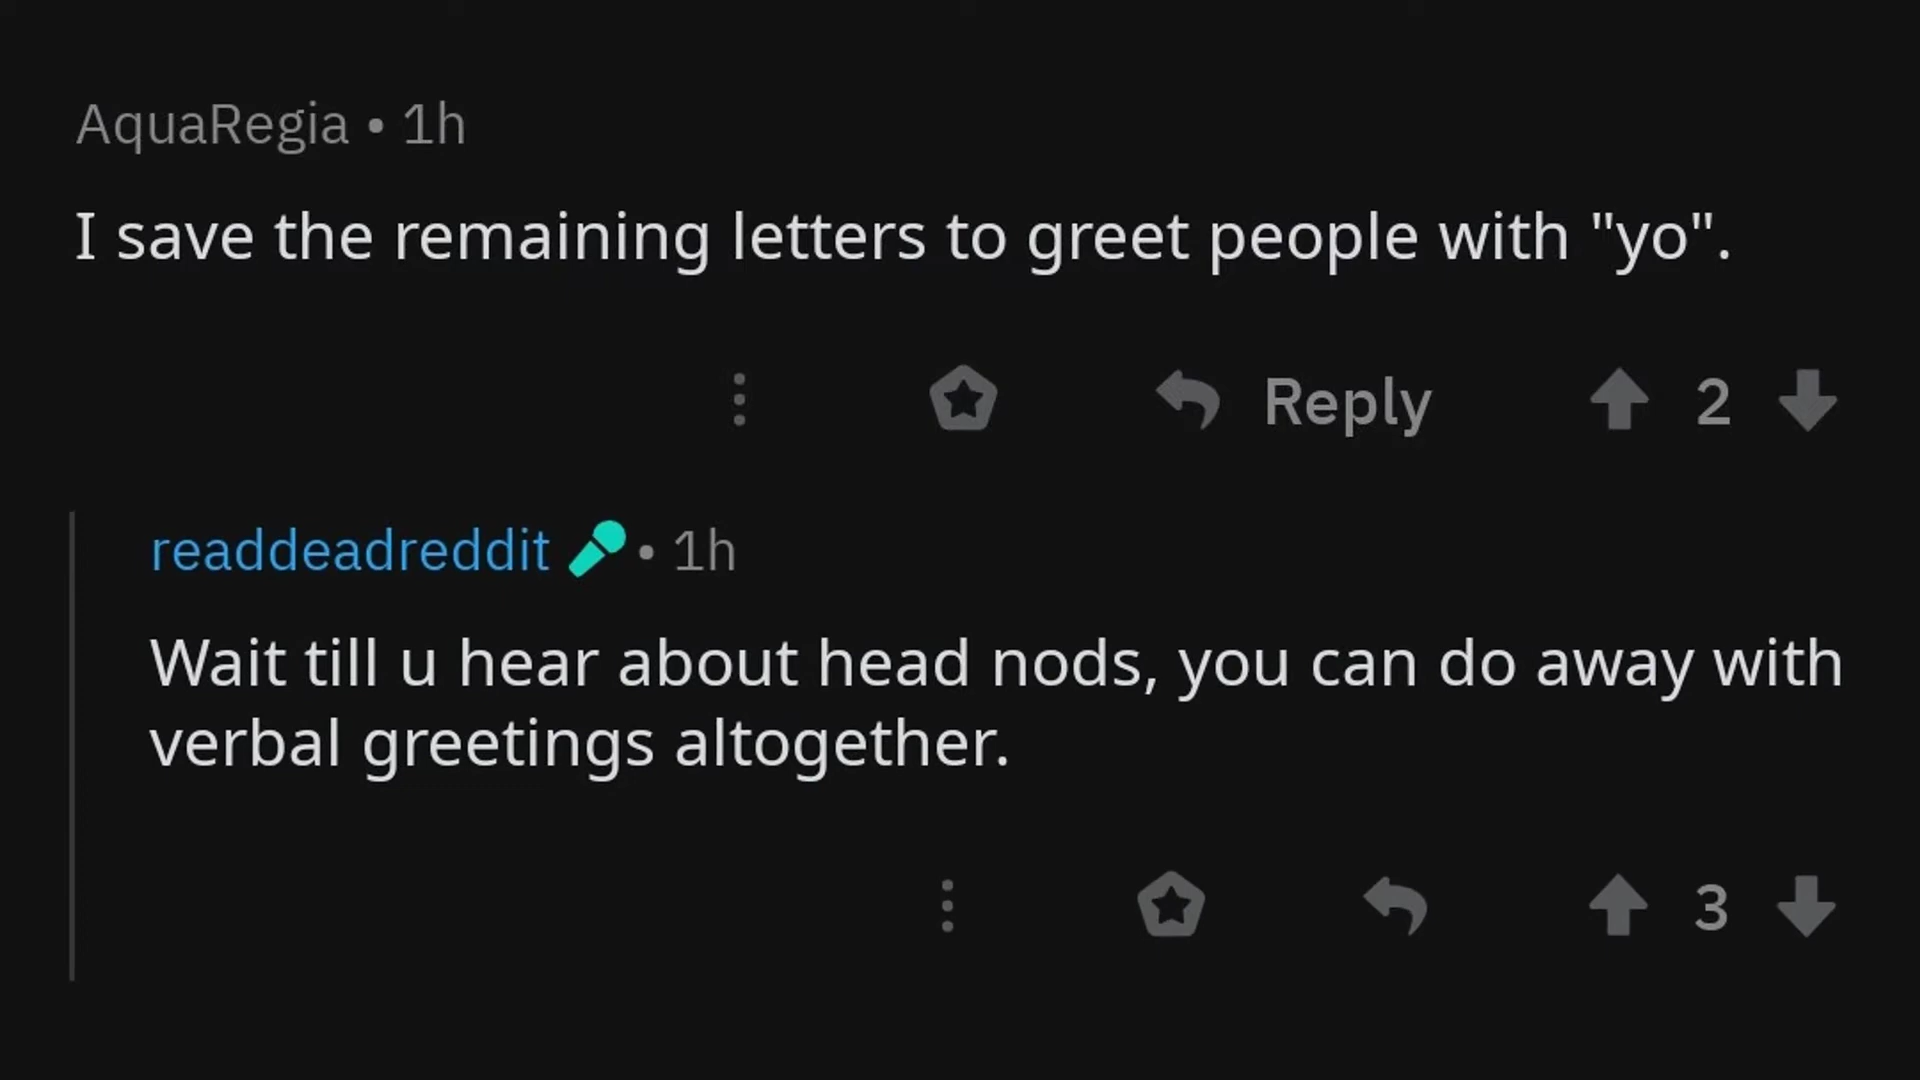 AquaRegia • 1h
I save the remaining letters to greet people with "yo".
Reply 2
readdeadreddit • 1h
Wait till u hear about head nods, you can do away with
verbal greetings altogether.
3